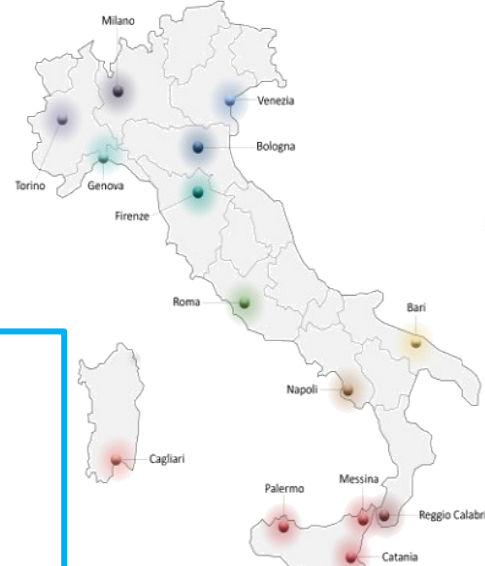 Milano
Venezia
Bologna
Torino
Genova
Firenze
Roma
Bari
Napoli
Cagliari
Messina
Palermo
Reggio Calabri
Catania